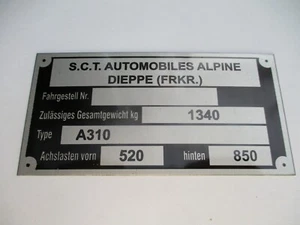 S.C.T. AUTOMOBILES ALPINE
DIEPPE (FRKR.)
Fahrgestell Nr.
Zulässiges Gesamtgewicht kg 1340
Type A310
Achslasten vorn 520 hinten 850